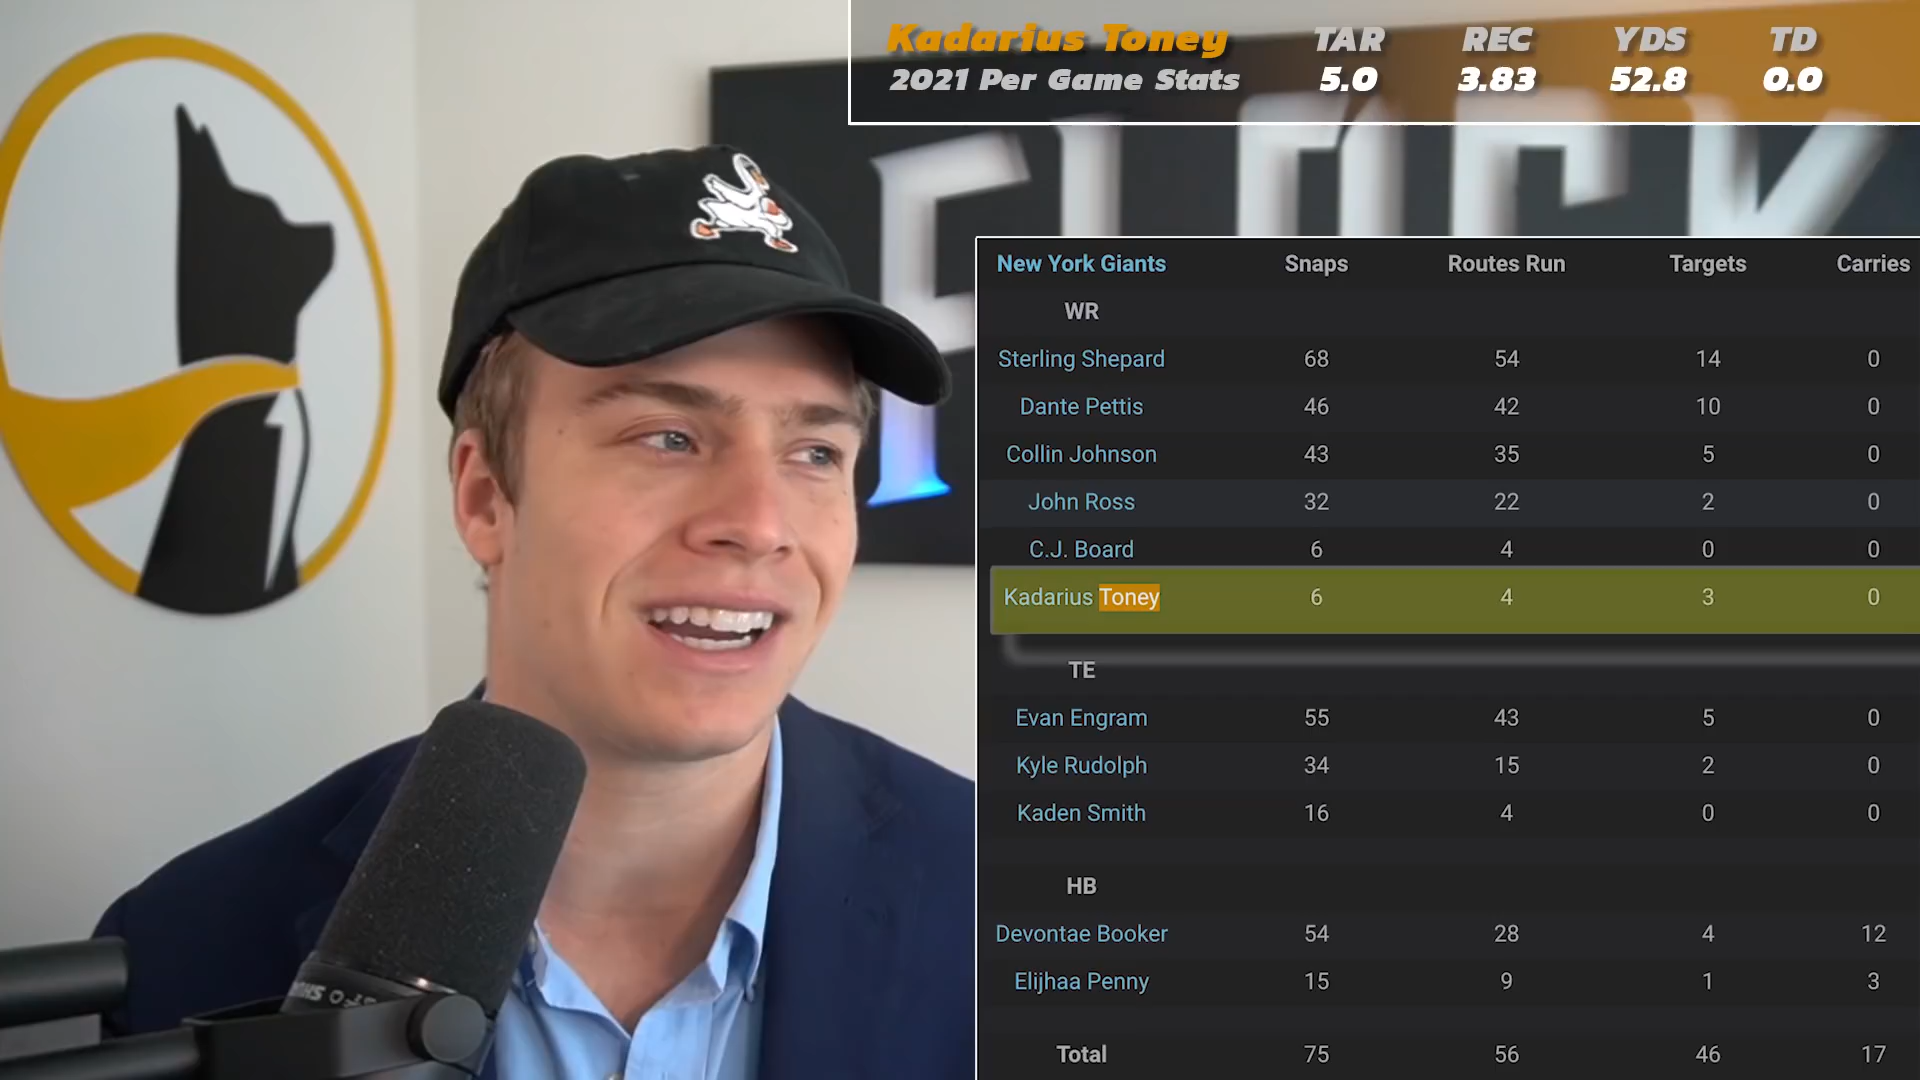 Kadarius Toney TAR REC YDS TD
2021 Per Game Stats 5.0 3.83 52.8 0.0
FLOCK
New York Giants Snaps Routes Run Targets Carries
WR
Sterling Shepard 68 54 14 0
Dante Pettis 46 42 10 0
Collin Johnson 43 35 5 0
John Ross 32 22 2 0
C.J. Board 6 4 0 0
Kadarius Toney 6 4 3 0
TE
Evan Engram 55 43 5 0
Kyle Rudolph 34 15 2 0
Kaden Smith 16 4 0 0
HB
Devontae Booker 54 28 4 12
Elijhaa Penny 15 9 1 3
Total 75 56 46 17